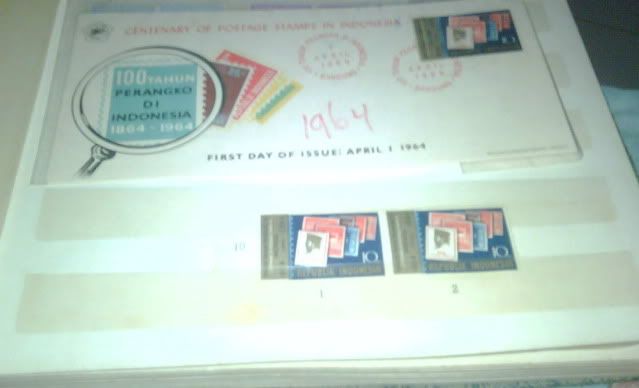 CENTENARY OF POSTAGE STAMPS IN INDONESIA
100 TAHUN
PERANGKO
DI
INDONESIA
1864 - 1964
1964
FIRST DAY OF ISSUE: APRIL 1 1964
10
10
10
REPUBLIK INDONESIA
REPUBLIK INDONESIA
1
2